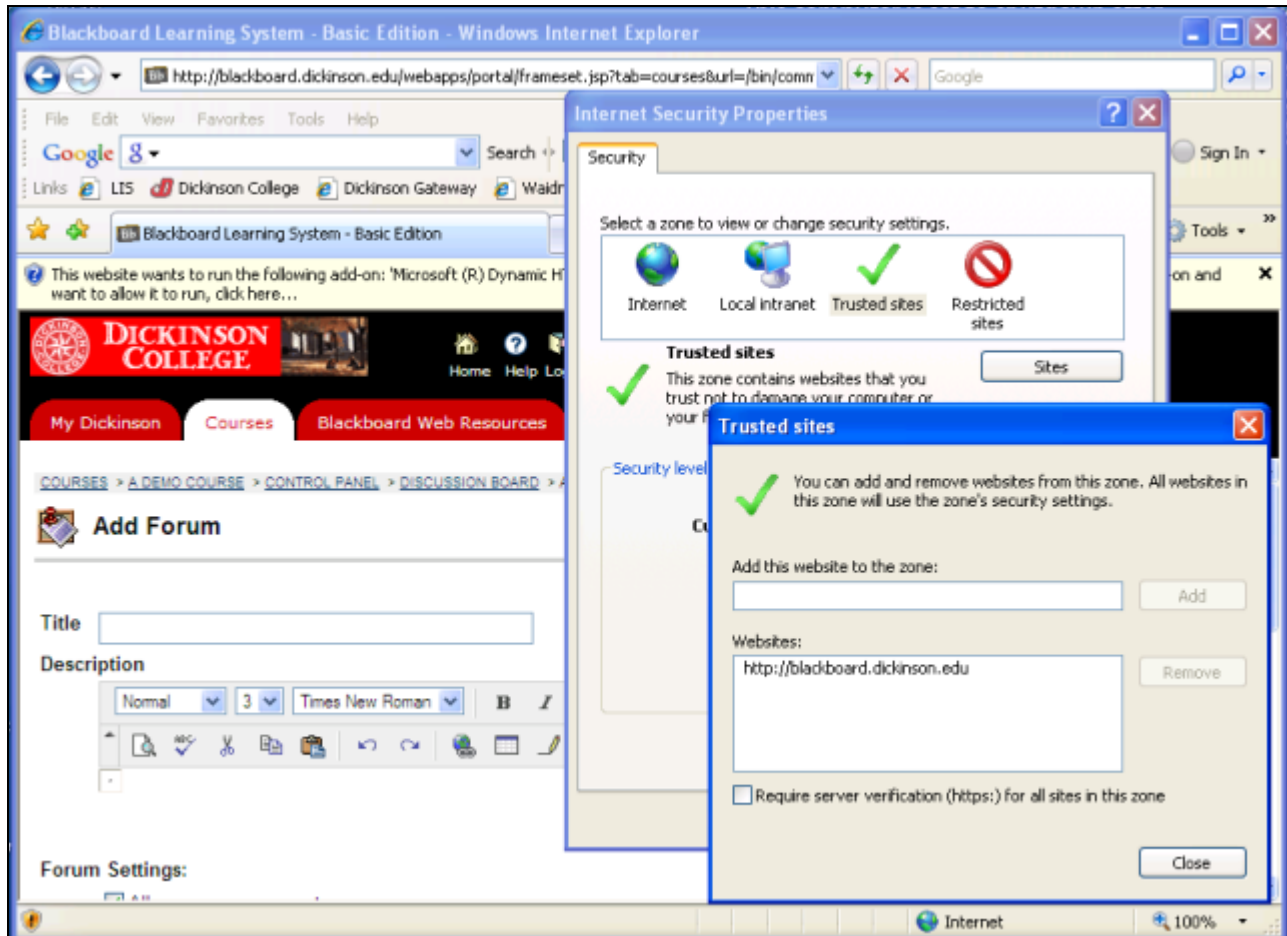 Blackboard Learning System - Basic Edition - Windows Internet Explorer
http://blackboard.dickinson.edu/webapps/portal/frameset.jsp?tab=courses&url=/bin/comn
Google
File Edit View Favorites Tools Help
Google Search
Sign In
Links LIS Dickinson College Dickinson Gateway
Blackboard Learning System - Basic Edition
Tools
This website wants to run the following add-on: 'Microsoft (R) Dynamic
on and
want to allow it to run, click here...
DICKINSON
COLLEGE
Home Help
My Dickinson Courses Blackboard Web Resources
COURSES > A DEMO COURSE > CONTROL PANEL > DISCUSSION BOARD >
Add Forum
Title
Description
Normal 3 Times New Roman B I
ABC
Forum Settings:
Internet 100%
Internet Security Properties
Security
Select a zone to view or change security settings.
Internet Local intranet Trusted sites Restricted
sites
Trusted sites
Sites
This zone contains websites that you
trust not to damage your computer or
your
Security level
Trusted sites
You can add and remove websites from this zone. All websites in
this zone will use the zone's security settings.
Add this website to the zone:
Add
Websites:
http://blackboard.dickinson.edu
Remove
Require server verification (https:) for all sites in this zone
Close